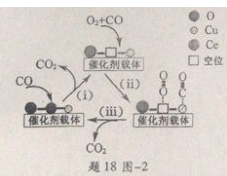 O₂+CO
O
Cu
Ce
空位
CO₂
催化剂载体
CO
(i)
(ii)
O=O
C=O
催化剂载体
(iii)
催化剂载体
CO₂
题 18 图-2